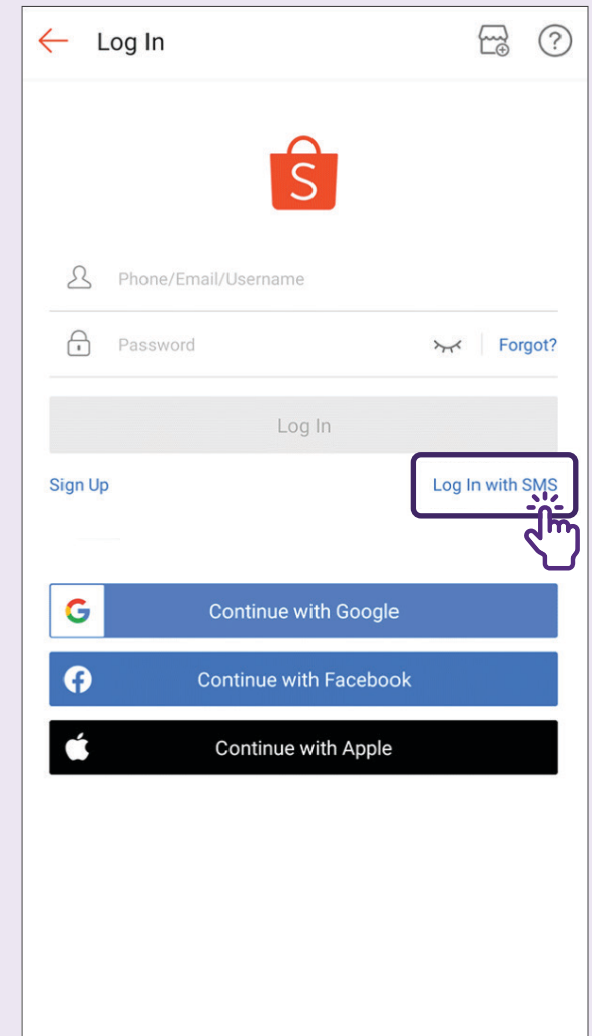 Log In
S
Phone/Email/Username
Password Forgot?
Log In
Sign Up Log In with SMS
Continue with Google
Continue with Facebook
Continue with Apple